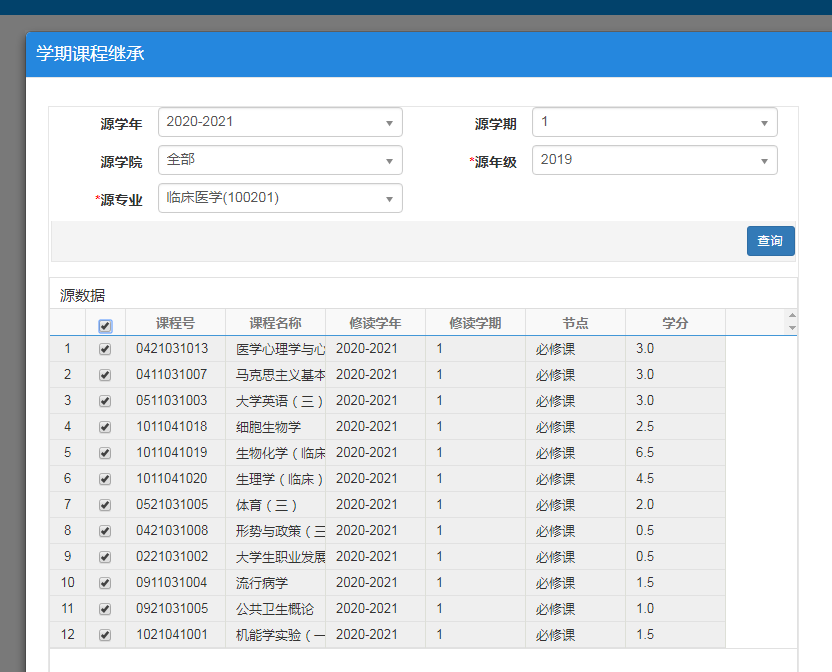 学期课程继承
源学年 2020-2021 源学期 1
源学院 全部 *源年级 2019
*源专业 临床医学(100201)
查询
源数据
课程号 课程名称 修读学年 修读学期 节点 学分
1 0421031013 医学心理学与心 2020-2021 1 必修课 3.0
2 0411031007 马克思主义基本 2020-2021 1 必修课 3.0
3 0511031003 大学英语（三） 2020-2021 1 必修课 3.0
4 1011041018 细胞生物学 2020-2021 1 必修课 2.5
5 1011041019 生物化学（临床 2020-2021 1 必修课 6.5
6 1011041020 生理学（临床） 2020-2021 1 必修课 4.5
7 0521031005 体育（三） 2020-2021 1 必修课 2.0
8 0421031008 形势与政策（三 2020-2021 1 必修课 0.5
9 0221031002 大学生职业发展 2020-2021 1 必修课 0.5
10 0911031004 流行病学 2020-2021 1 必修课 1.5
11 0921031005 公共卫生概论 2020-2021 1 必修课 1.0
12 1021041001 机能学实验（一 2020-2021 1 必修课 1.5